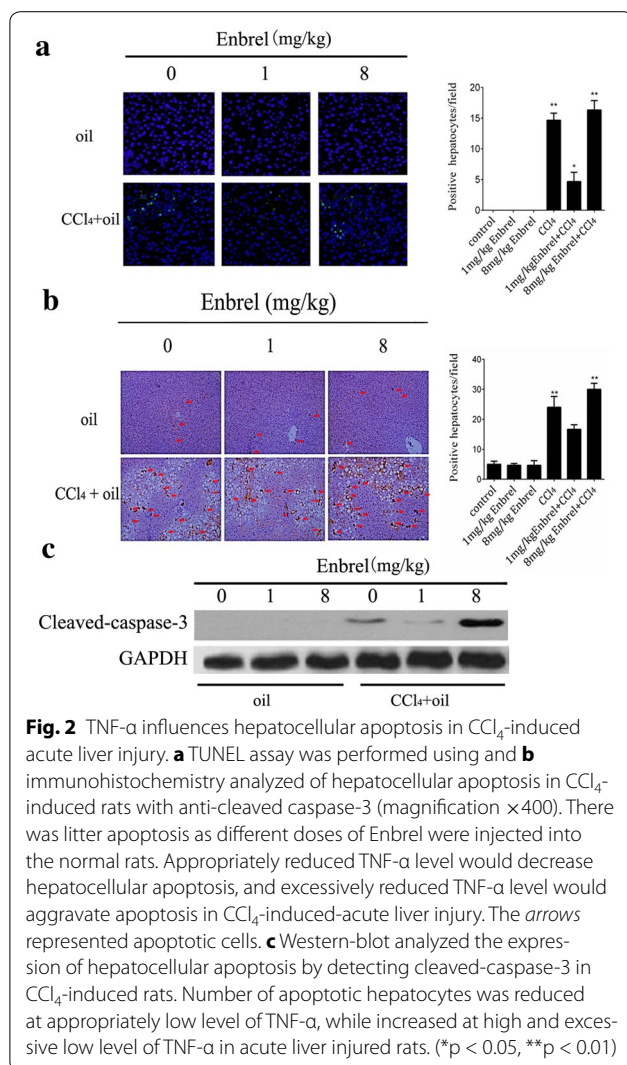 a
Enbrel (mg/kg)
0 1 8
oil
CCl₄+oil
Positive hepatocytes/field
20
15
10
5
0
**
*
**
control
1mg/kg Enbrel
8mg/kg Enbrel
CCl₄
1mg/kgEnbrel+CCl₄
8mg/kg Enbrel+CCl₄
b
Enbrel (mg/kg)
0 1 8
oil
CCl₄ + oil
Positive hepatocytes/field
50
40
30
20
10
0
**
**
control
1mg/kg Enbrel
8mg/kg Enbrel
CCl₄
1mg/kgEnbrel+CCl₄
8mg/kg Enbrel+CCl₄
c
Enbrel(mg/kg)
0 1 8 0 1 8
Cleaved-caspase-3
GAPDH
oil CCl₄+oil
Fig. 2 TNF-α influences hepatocellular apoptosis in CCl₄-induced
acute liver injury. a TUNEL assay was performed using and b
immunohistochemistry analyzed of hepatocellular apoptosis in CCl₄-
induced rats with anti-cleaved caspase-3 (magnification ×400). There
was litter apoptosis as different doses of Enbrel were injected into
the normal rats. Appropriately reduced TNF-α level would decrease
hepatocellular apoptosis, and excessively reduced TNF-α level would
aggravate apoptosis in CCl₄-induced-acute liver injury. The arrows
represented apoptotic cells. c Western-blot analyzed the expres-
sion of hepatocellular apoptosis by detecting cleaved-caspase-3 in
CCl₄-induced rats. Number of apoptotic hepatocytes was reduced
at appropriately low level of TNF-α, while increased at high and exces-
sive low level of TNF-α in acute liver injured rats. (*p < 0.05, **p < 0.01)